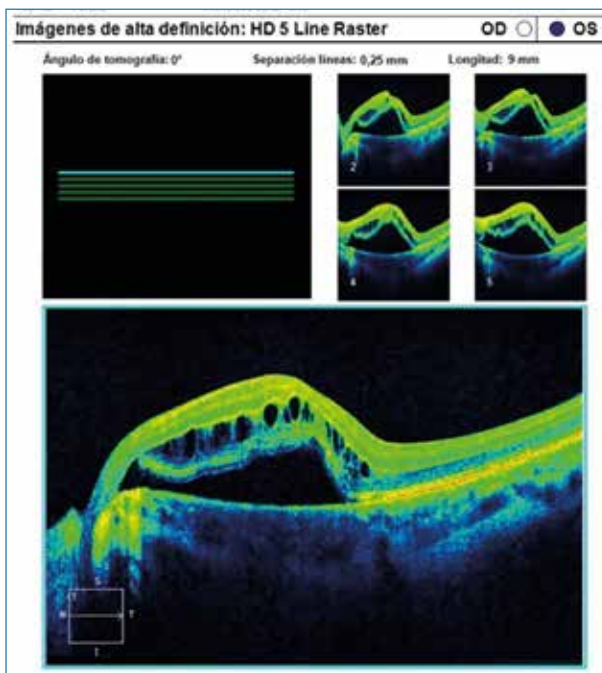 Imágenes de alta definición: HD 5 Line Raster OD OS
Ángulo de tomografía: 0° Separación líneas: 0,25 mm Longitud: 9 mm
2 3
4 5
S
T
N T
I